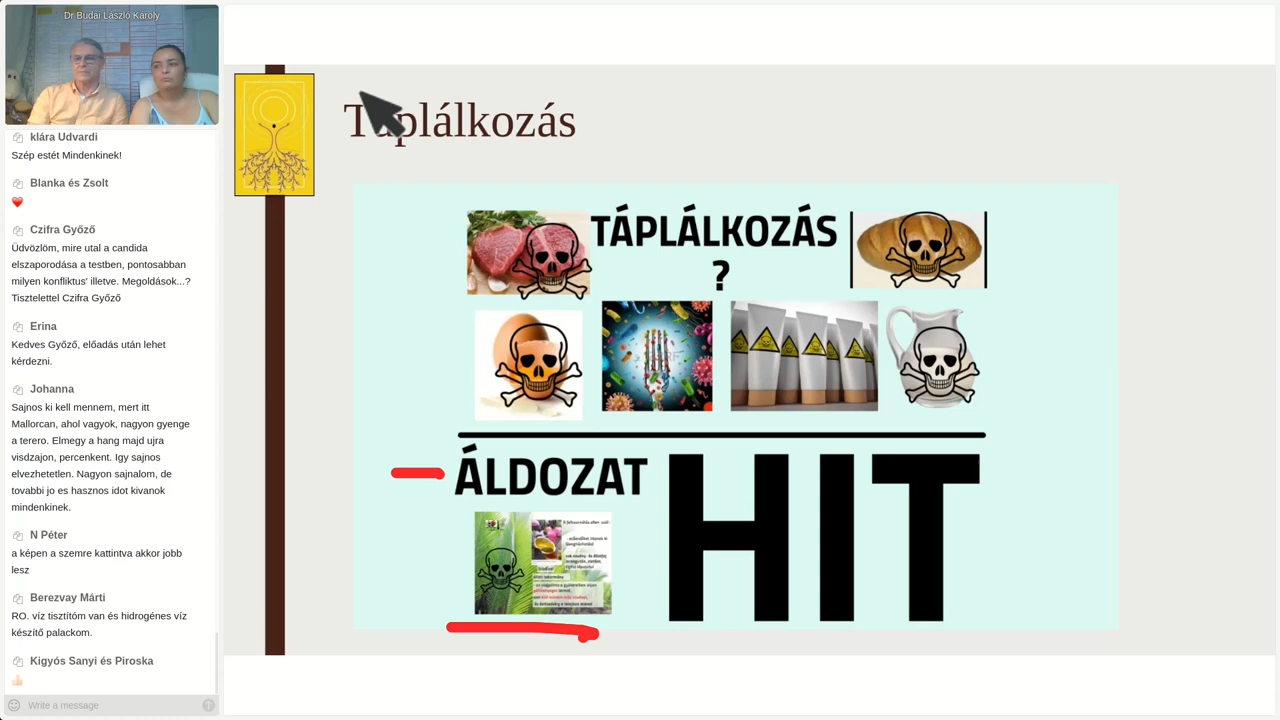 Dr Budai László Károly
klára Udvardi
Szép estét Mindenkinek!
Blanka és Zsolt
Czifra Győző
Üdvözlöm, mire utal a candida
elszaporodása a testben, pontosabban
milyen konfliktus' illetve. Megoldások...?
Tisztelettel Czifra Győző
Erina
Kedves Győző, előadás után lehet
kérdezni.
Johanna
Sajnos ki kell mennem, mert itt
Mallorcan, ahol vagyok, nagyon gyenge
a terero. Elmegy a hang majd ujra
visdzajon, percenkent. Igy sajnos
elvezhetetlen. Nagyon sajnalom, de
tovabbi jo es hasznos idot kivanok
mindenkinek.
N Péter
a képen a szemre kattintva akkor jobb
lesz
Berezvay Márti
RO. víz tisztítóm van és hidrogénes víz
készítő palackom.
Kigyós Sanyi és Piroska
Write a message
Táplálkozás
TÁPLÁLKOZÁS
?
ÁLDOZAT
HIT